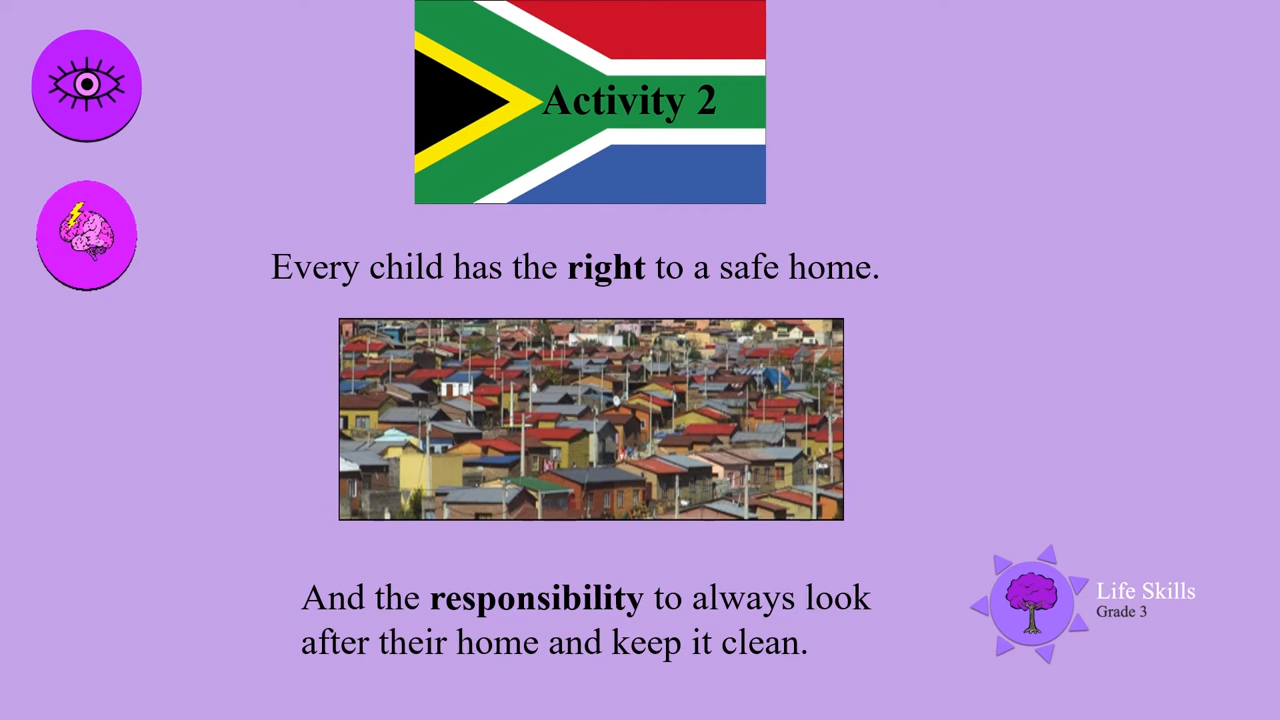 Activity 2
Every child has the right to a safe home.
And the responsibility to always look
after their home and keep it clean.
Life Skills
Grade 3